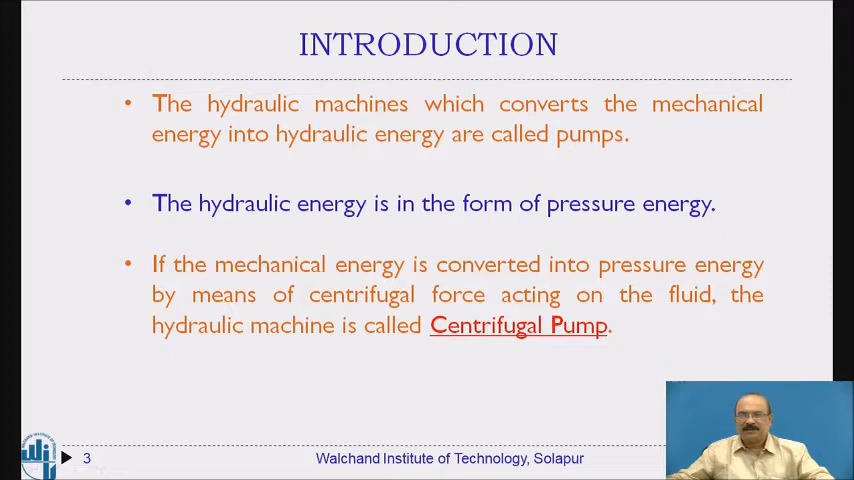 INTRODUCTION
• The hydraulic machines which converts the mechanical
energy into hydraulic energy are called pumps.
• The hydraulic energy is in the form of pressure energy.
• If the mechanical energy is converted into pressure energy
by means of centrifugal force acting on the fluid, the
hydraulic machine is called Centrifugal Pump.
3
Walchand Institute of Technology, Solapur